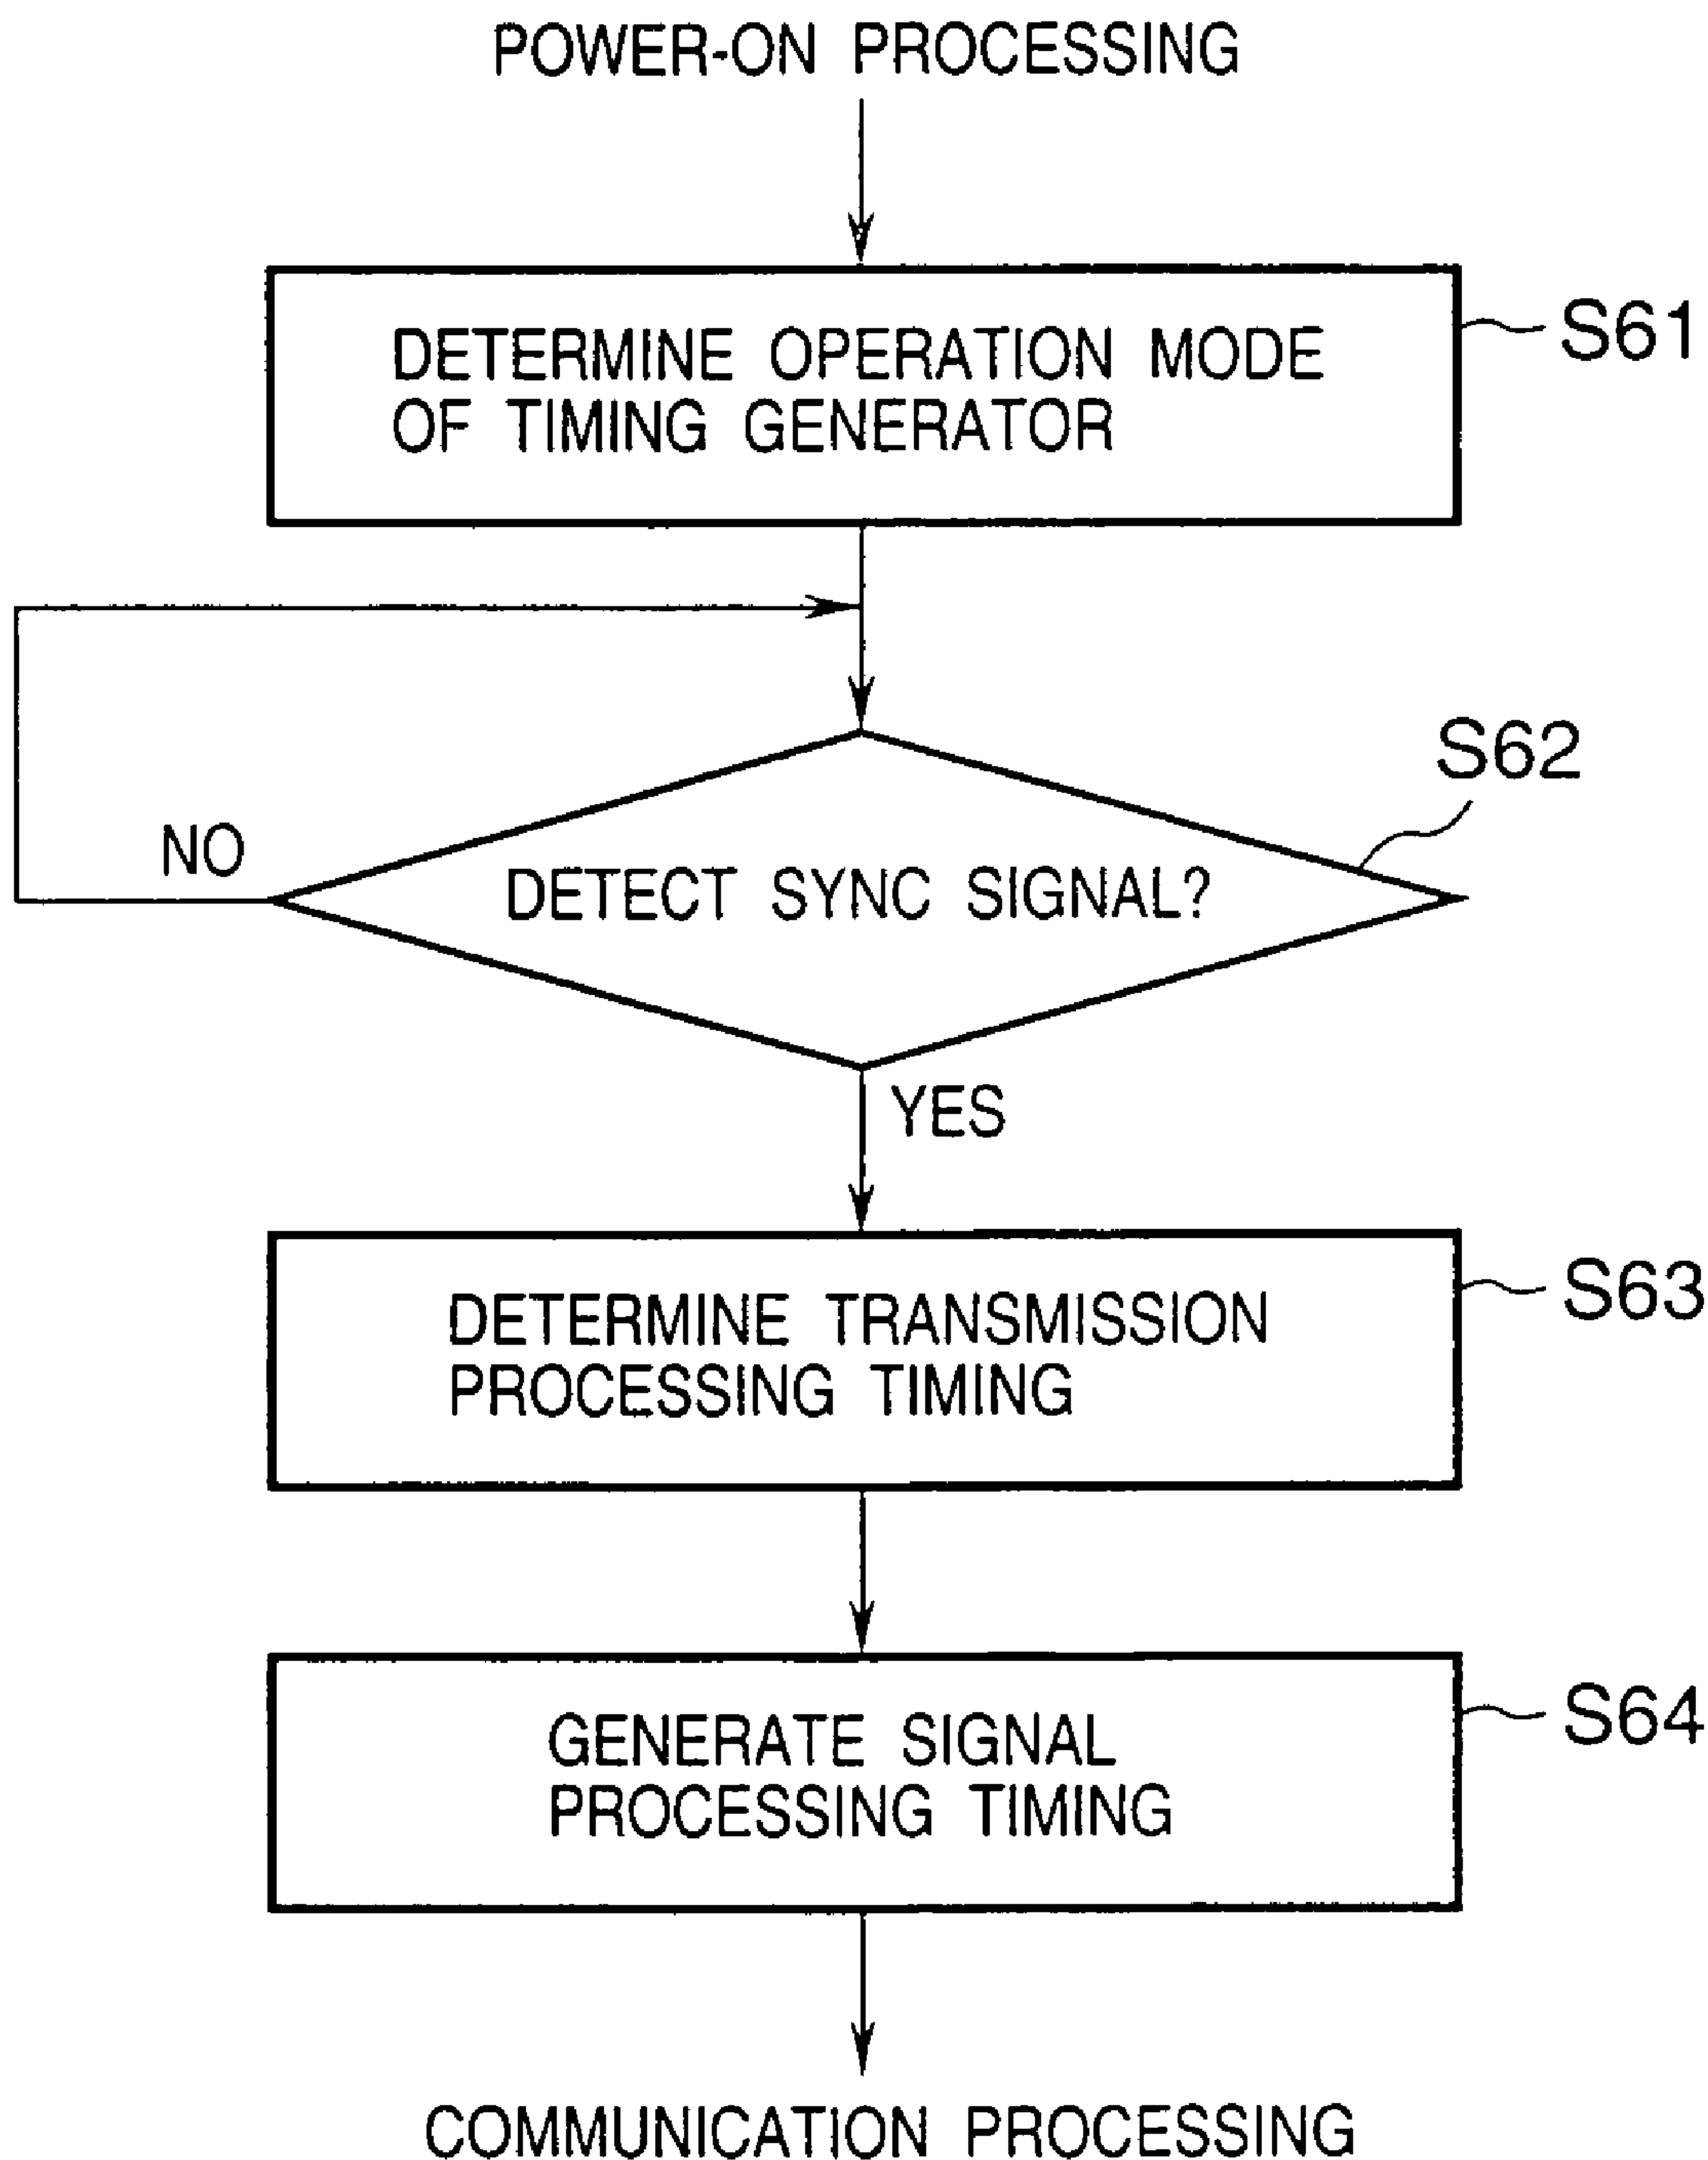 POWER-ON PROCESSING
DETERMINE OPERATION MODE
OF TIMING GENERATOR
S61
S62
NO
DETECT SYNC SIGNAL?
YES
DETERMINE TRANSMISSION
PROCESSING TIMING
S63
GENERATE SIGNAL
PROCESSING TIMING
S64
COMMUNICATION PROCESSING